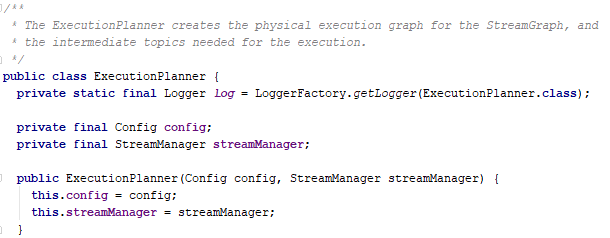 /**
 * The ExecutionPlanner creates the physical execution graph for the StreamGraph, and
 * the intermediate topics needed for the execution.
 */
public class ExecutionPlanner {
  private static final Logger Log = LoggerFactory.getLogger(ExecutionPlanner.class);

  private final Config config;
  private final StreamManager streamManager;

  public ExecutionPlanner(Config config, StreamManager streamManager) {
    this.config = config;
    this.streamManager = streamManager;
  }